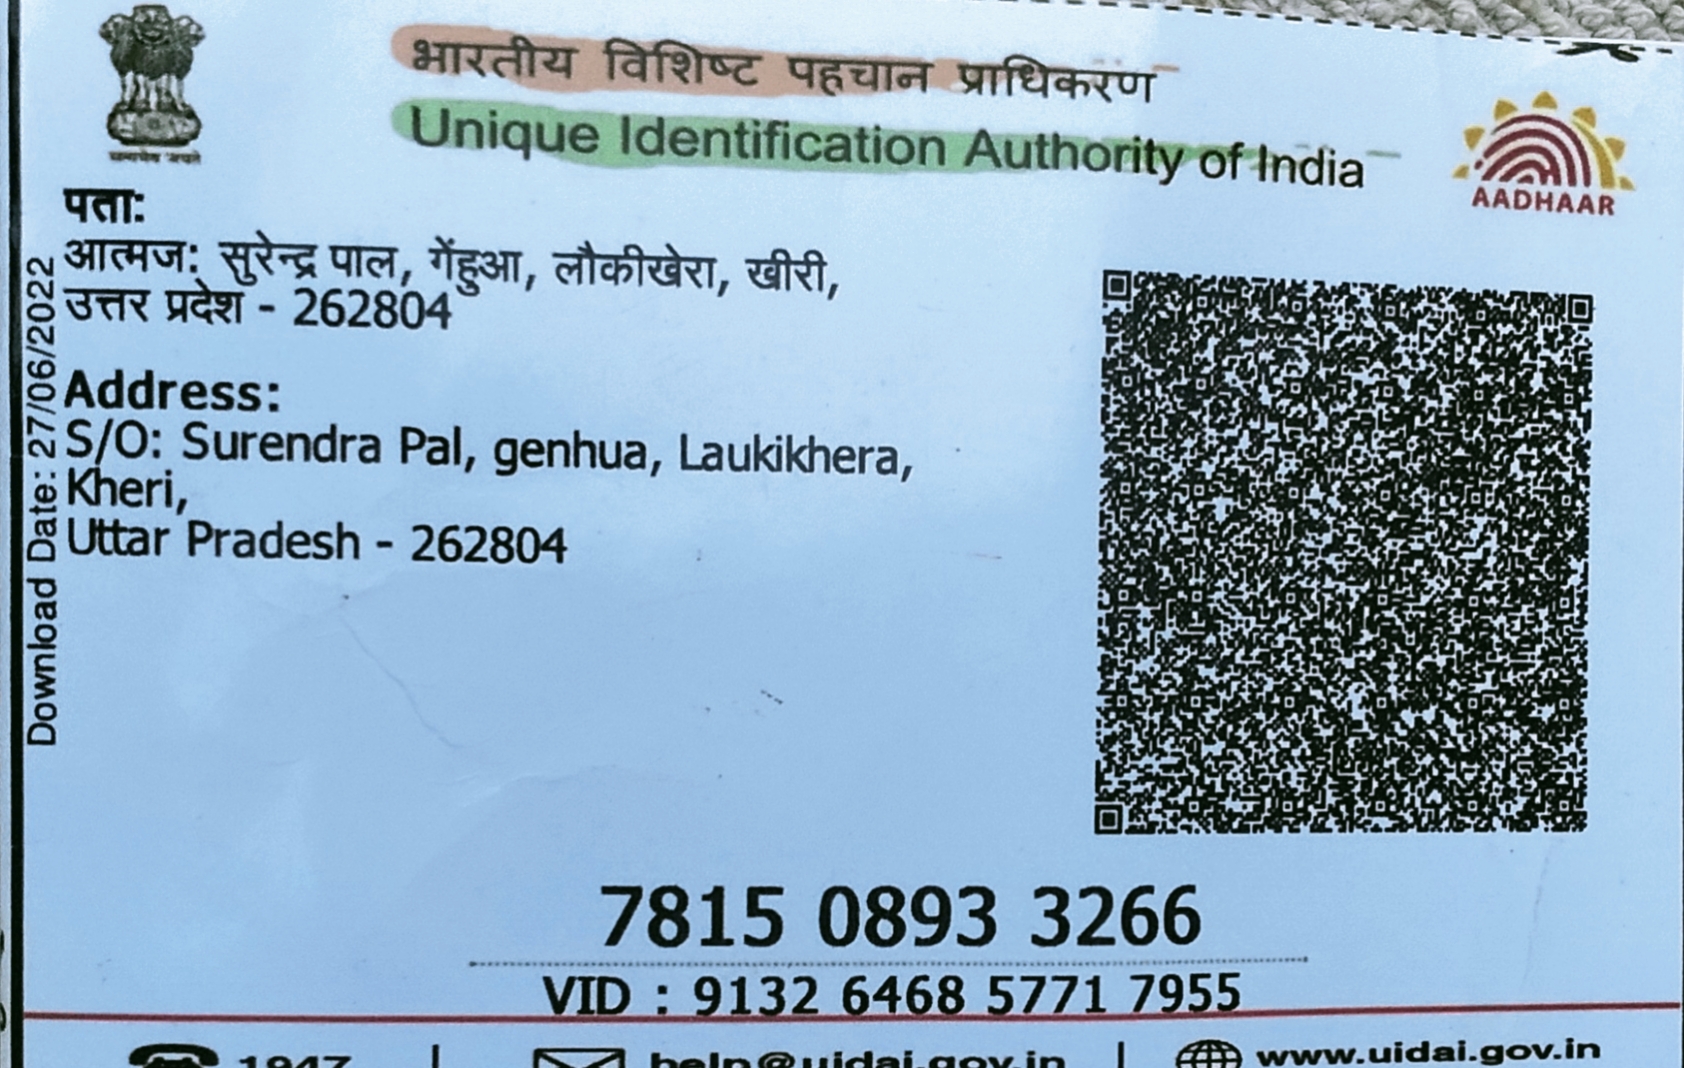 भारतीय विशिष्ट पहचान प्राधिकरण
Unique Identification Authority of India
AADHAAR
पता:
आत्मज: सुरेन्द्र पाल, गेंहुआ, लौकीखेरा, खीरी,
उत्तर प्रदेश - 262804
Address:
S/O: Surendra Pal, genhua, Laukikhera,
Kheri,
Uttar Pradesh - 262804
Download Date: 27/06/2022
7815 0893 3266
VID : 9132 6468 5771 7955
1947 | help@uidai.gov.in | www.uidai.gov.in